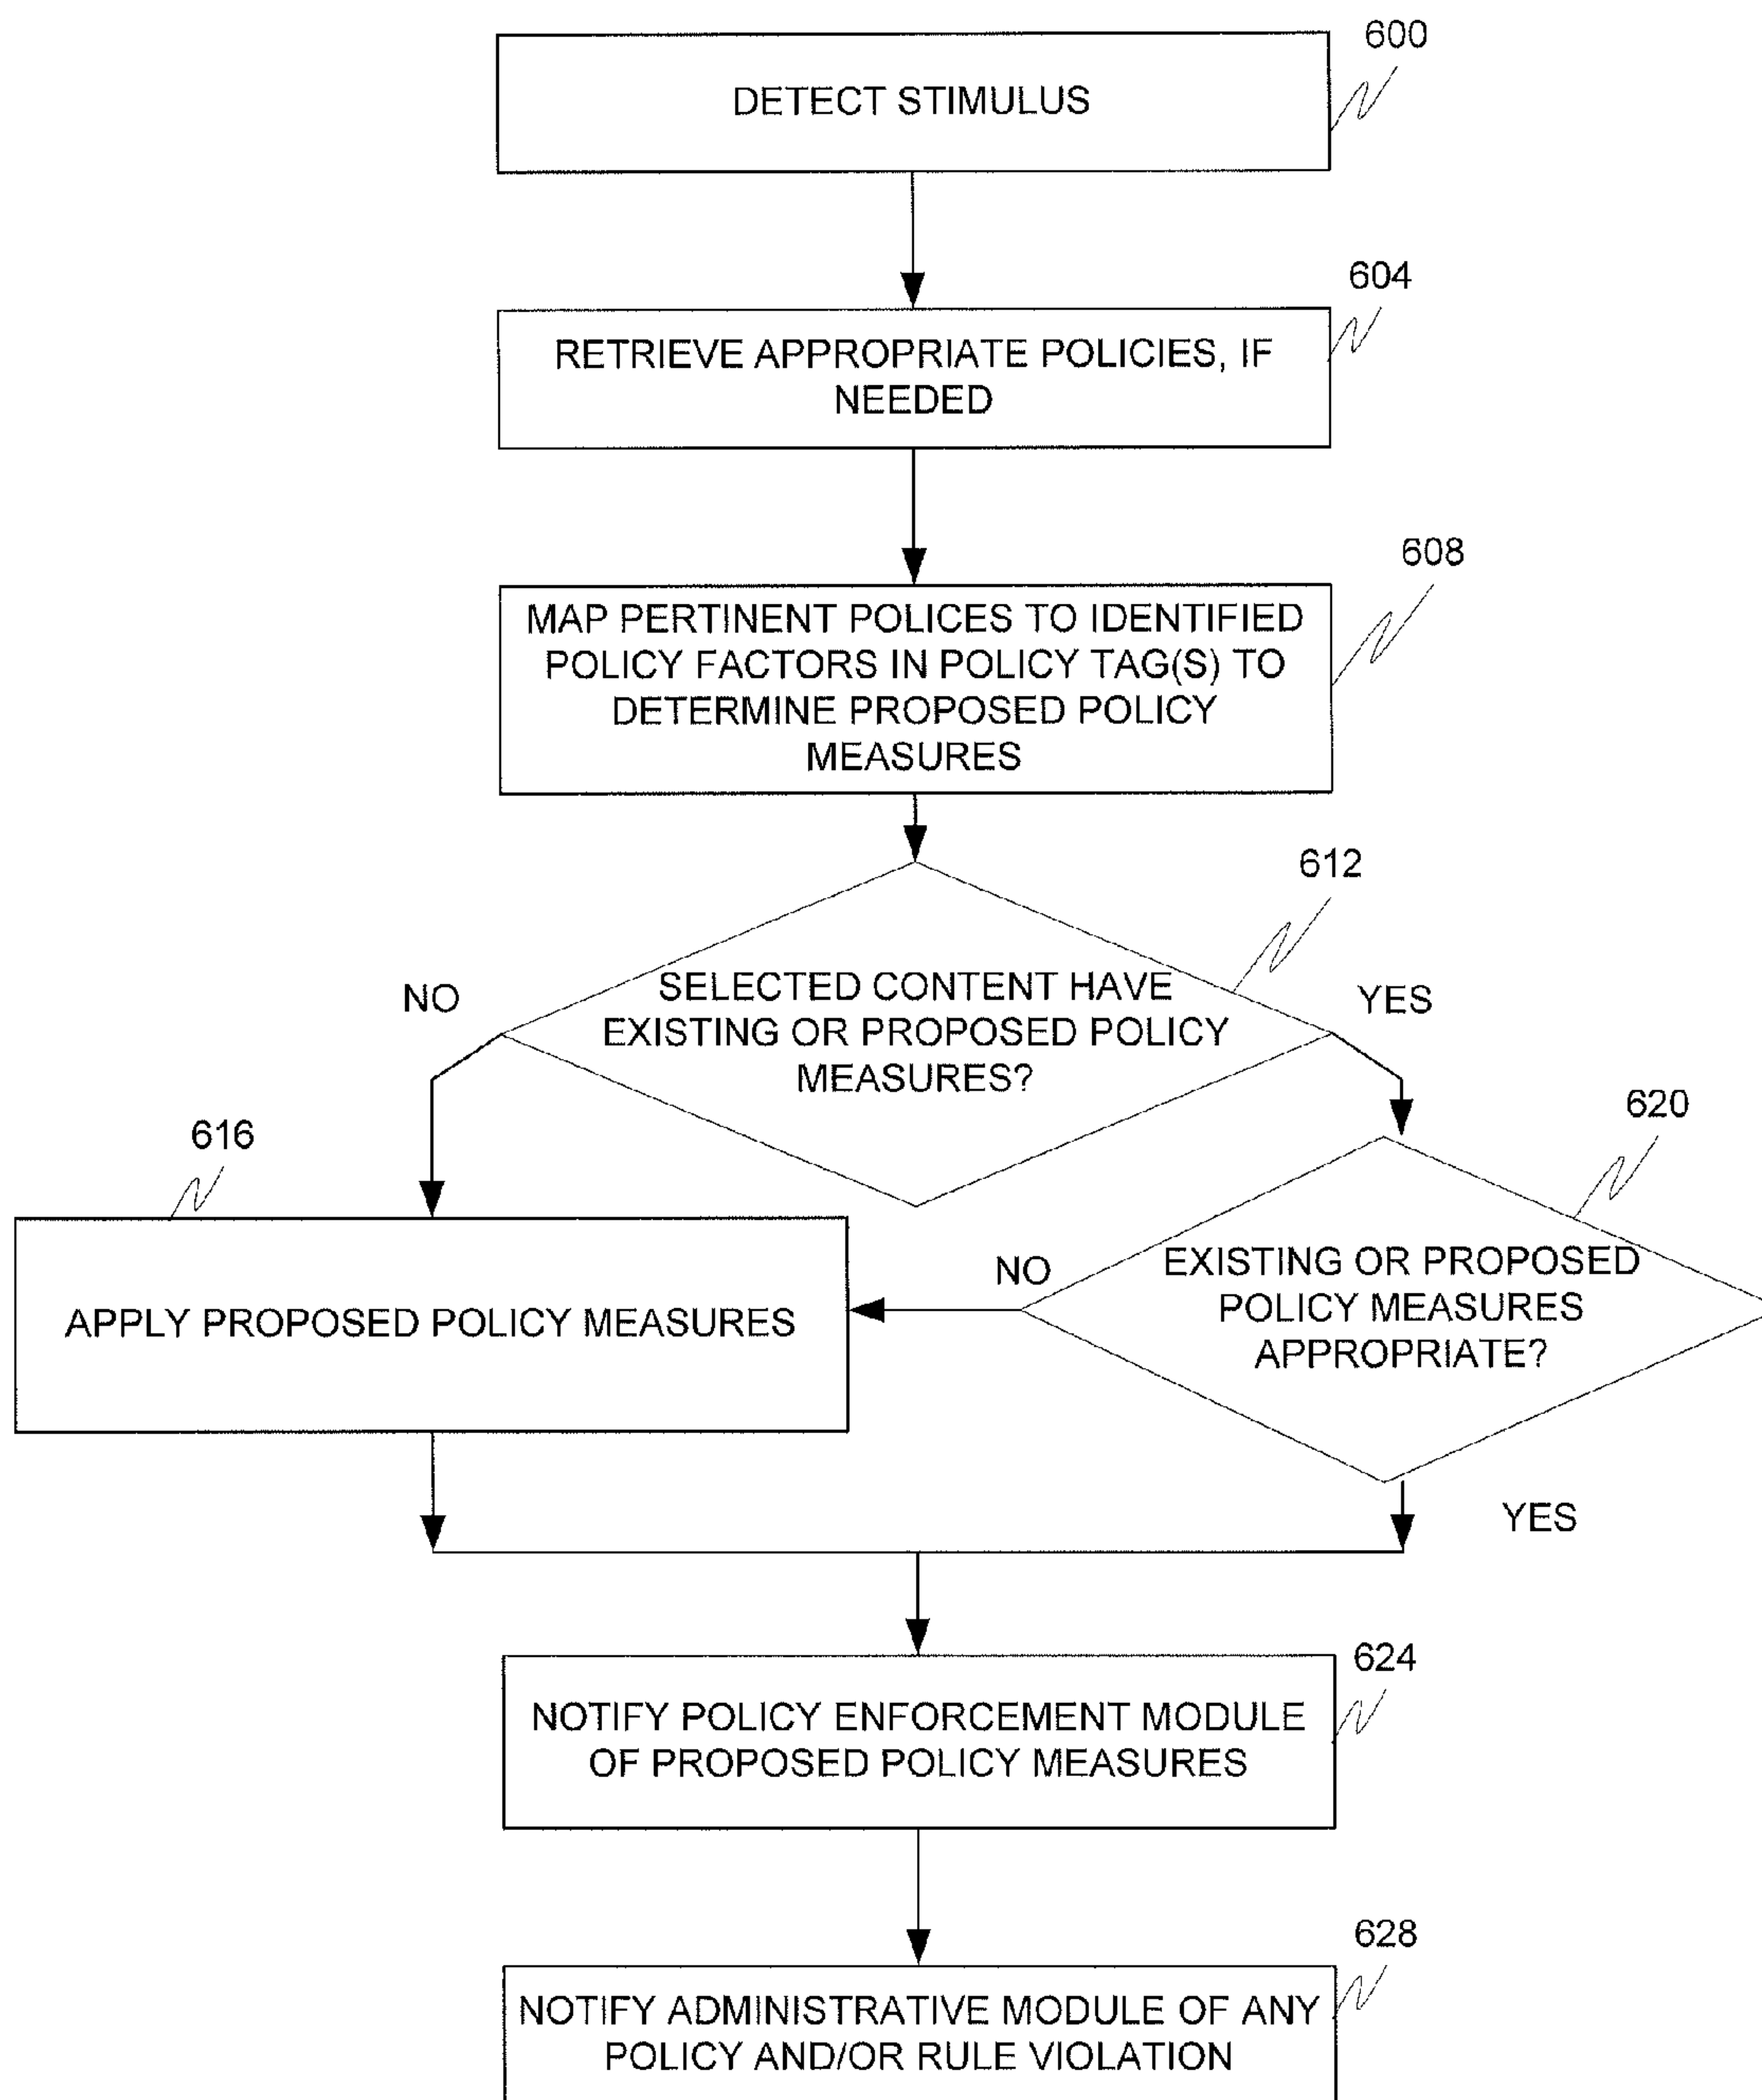 600
DETECT STIMULUS
604
RETRIEVE APPROPRIATE POLICIES, IF
NEEDED
608
MAP PERTINENT POLICES TO IDENTIFIED
POLICY FACTORS IN POLICY TAG(S) TO
DETERMINE PROPOSED POLICY
MEASURES
612
NO
SELECTED CONTENT HAVE
EXISTING OR PROPOSED POLICY
MEASURES?
YES
620
616
NO
EXISTING OR PROPOSED
POLICY MEASURES
APPROPRIATE?
APPLY PROPOSED POLICY MEASURES
YES
624
NOTIFY POLICY ENFORCEMENT MODULE
OF PROPOSED POLICY MEASURES
628
NOTIFY ADMINISTRATIVE MODULE OF ANY
POLICY AND/OR RULE VIOLATION